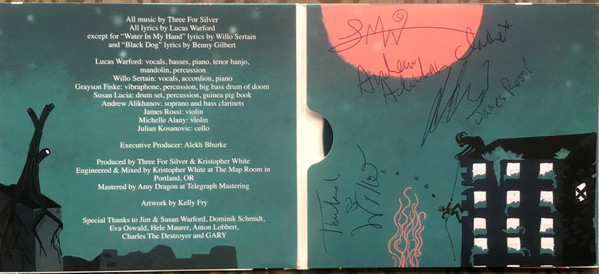 All music by Three For Silver
All lyrics by Lucas Warford
except for "Water In My Hand" lyrics by Willo Sertain
and "Black Dog" lyrics by Benny Gilbert
Lucas Warford: vocals, basses, piano, tenor banjo,
mandolin, percussion
Willo Sertain: vocals, accordion, piano
Grayson Fiske: vibraphone, percussion, big bass drum of doom
Susan Lucia: drum set, percussion, guinea pig book
Andrew Alikhanov: soprano and bass clarinets
James Rossi: violin
Michelle Alany: violin
Julian Kosanovic: cello
Executive Producer: Alekh Bhurke
Produced by Three For Silver & Kristopher White
Engineered & Mixed by Kristopher White at The Map Room in
Portland, OR
Mastered by Amy Dragon at Telegraph Mastering
Artwork by Kelly Fry
Special Thanks to Jim & Susan Warford, Dominik Schmidt,
Eva Oswald, Hele Maurer, Anton Lobbert,
Charles The Destroyer and GARY
Andrew
Alikhanov Clarinet
James Rossi
Thanks!
Willo